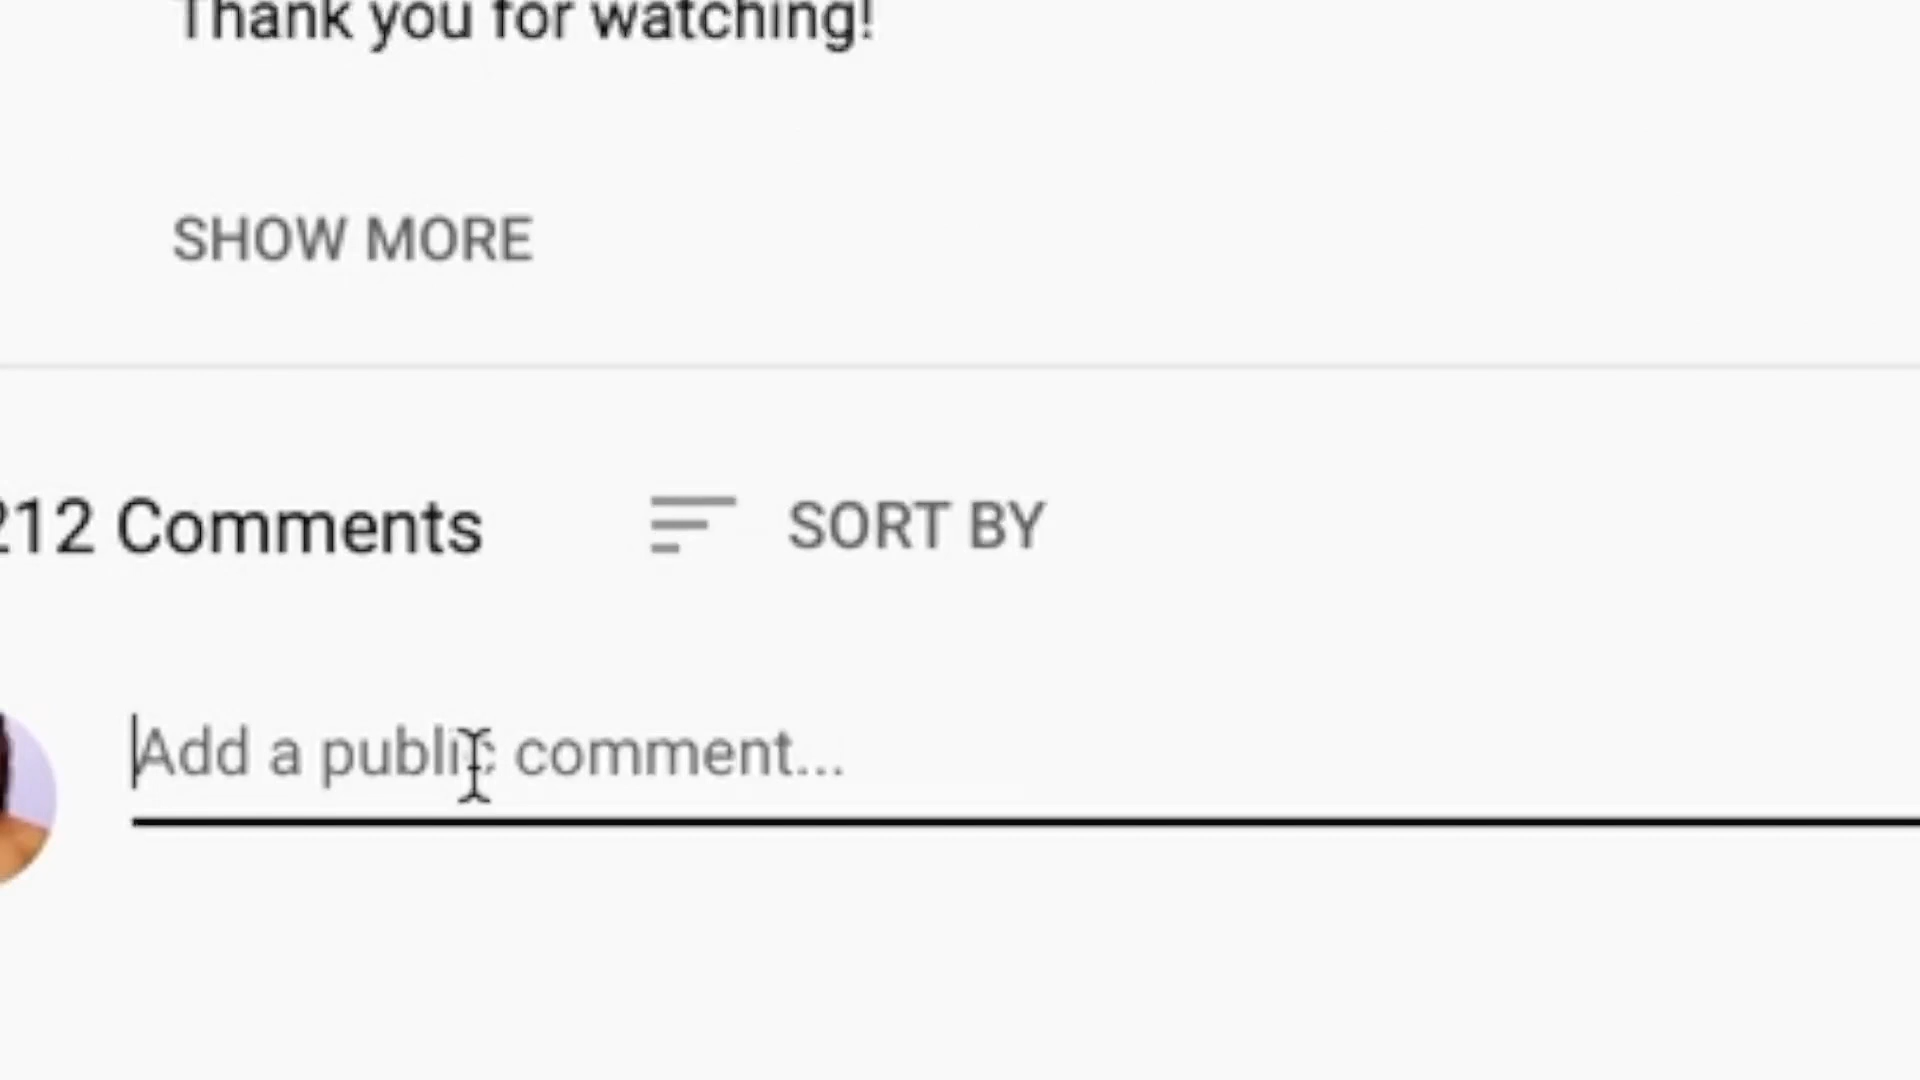 Thank you for watching!
SHOW MORE
212 Comments
SORT BY
Add a public comment...